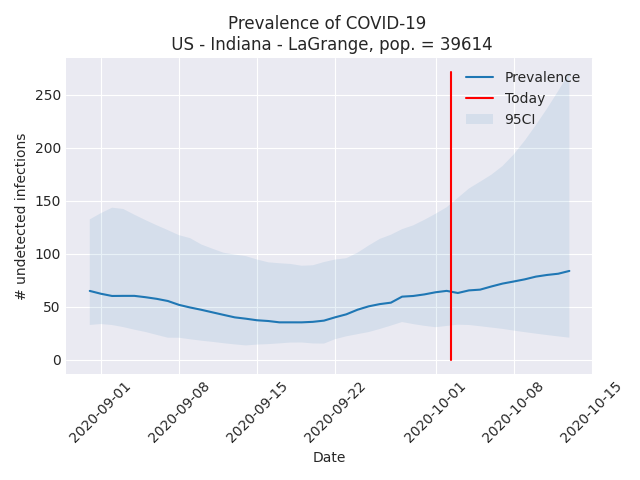 Prevalence of COVID-19
US - Indiana - LaGrange, pop. = 39614
Prevalence
Today
95CI
# undetected infections
250
200
150
100
50
0
2020-09-01
2020-09-08
2020-09-15
2020-09-22
2020-10-01
2020-10-08
2020-10-15
Date